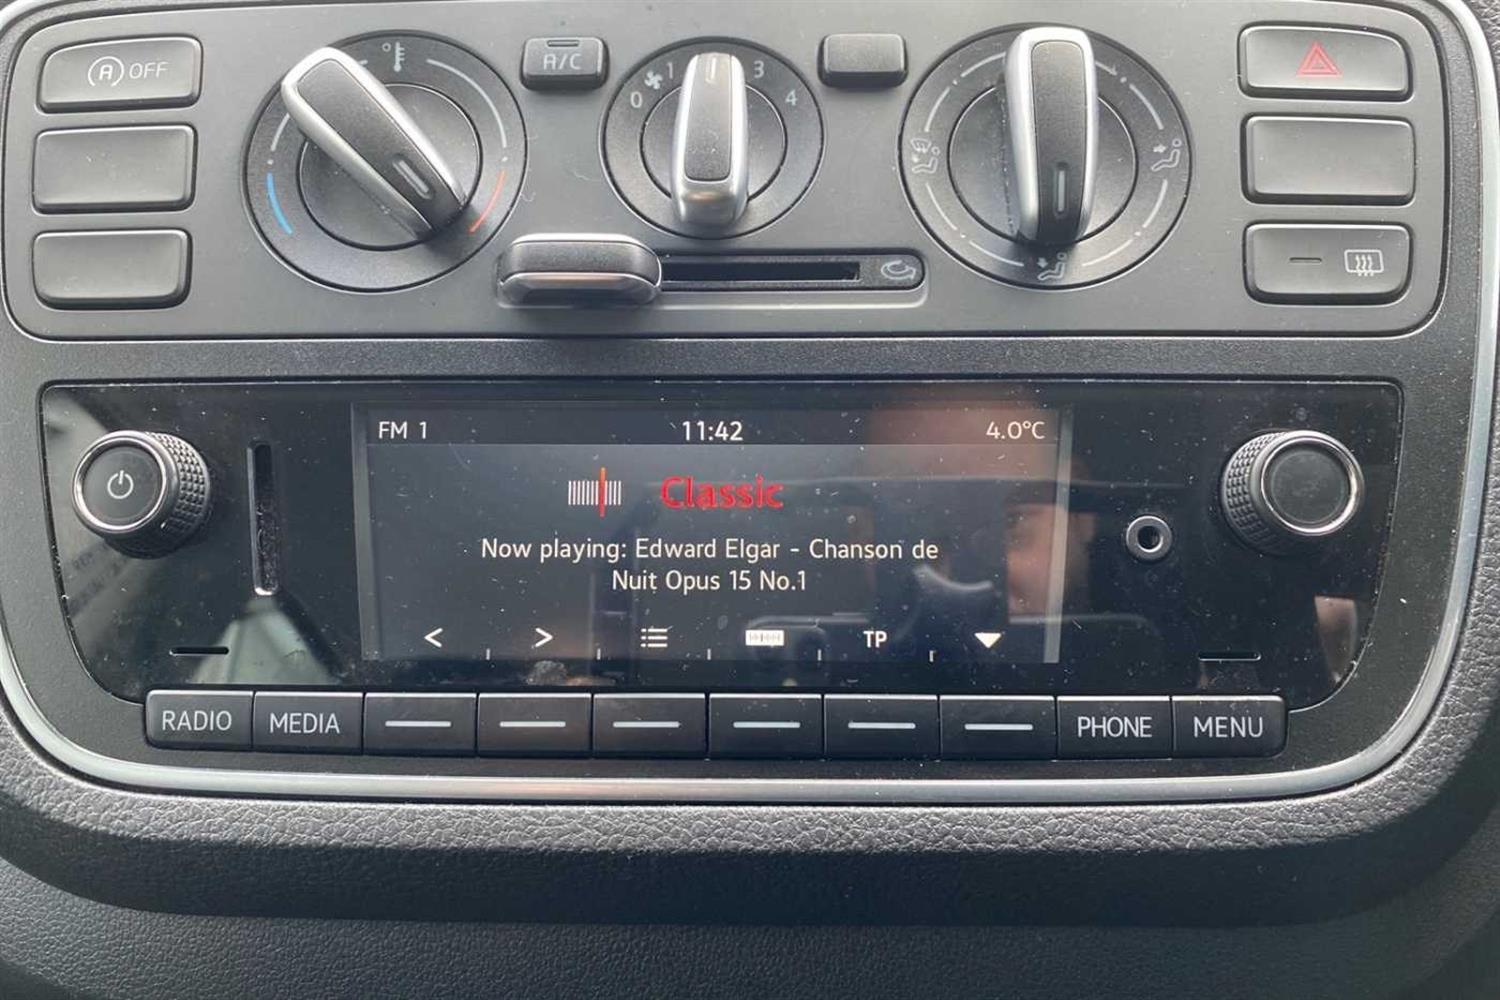 A OFF
A/C
0 1 3 4
FM 1 11:42 4.0°C
Classic
Now playing: Edward Elgar - Chanson de
Nuit Opus 15 No.1
< > TP
RADIO MEDIA PHONE MENU